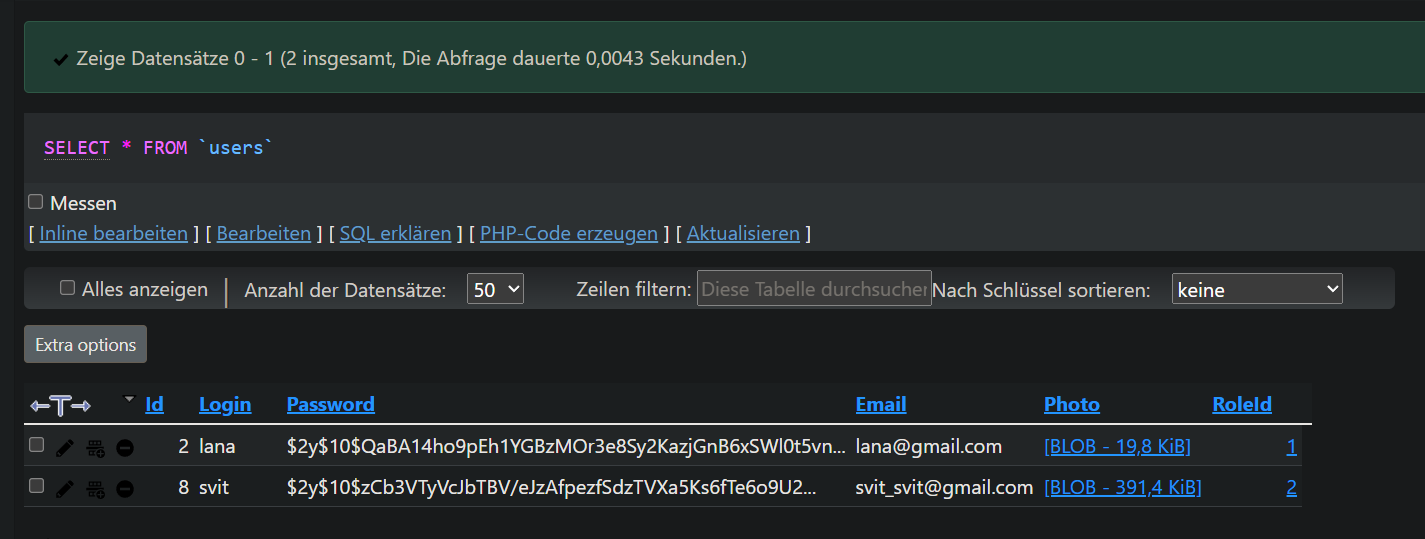 Zeige Datensätze 0 - 1 (2 insgesamt, Die Abfrage dauerte 0,0043 Sekunden.)
SELECT * FROM `users`
Messen
[ Inline bearbeiten ] [ Bearbeiten ] [ SQL erklären ] [ PHP-Code erzeugen ] [ Aktualisieren ]
Alles anzeigen | Anzahl der Datensätze: 50 Zeilen filtern: Diese Tabelle durchsuchen Nach Schlüssel sortieren: keine
Extra options
Id Login Password Email Photo RoleId
2 lana $2y$10$QaBA14ho9pEh1YGBzMOr3e8Sy2KazjGnB6xSWl0t5vn... lana@gmail.com [BLOB - 19,8 KiB] 1
8 svit $2y$10$zCb3VTyVcJbTBV/eJzAfpezfSdzTVXa5Ks6fTe6o9U2... svit_svit@gmail.com [BLOB - 391,4 KiB] 2